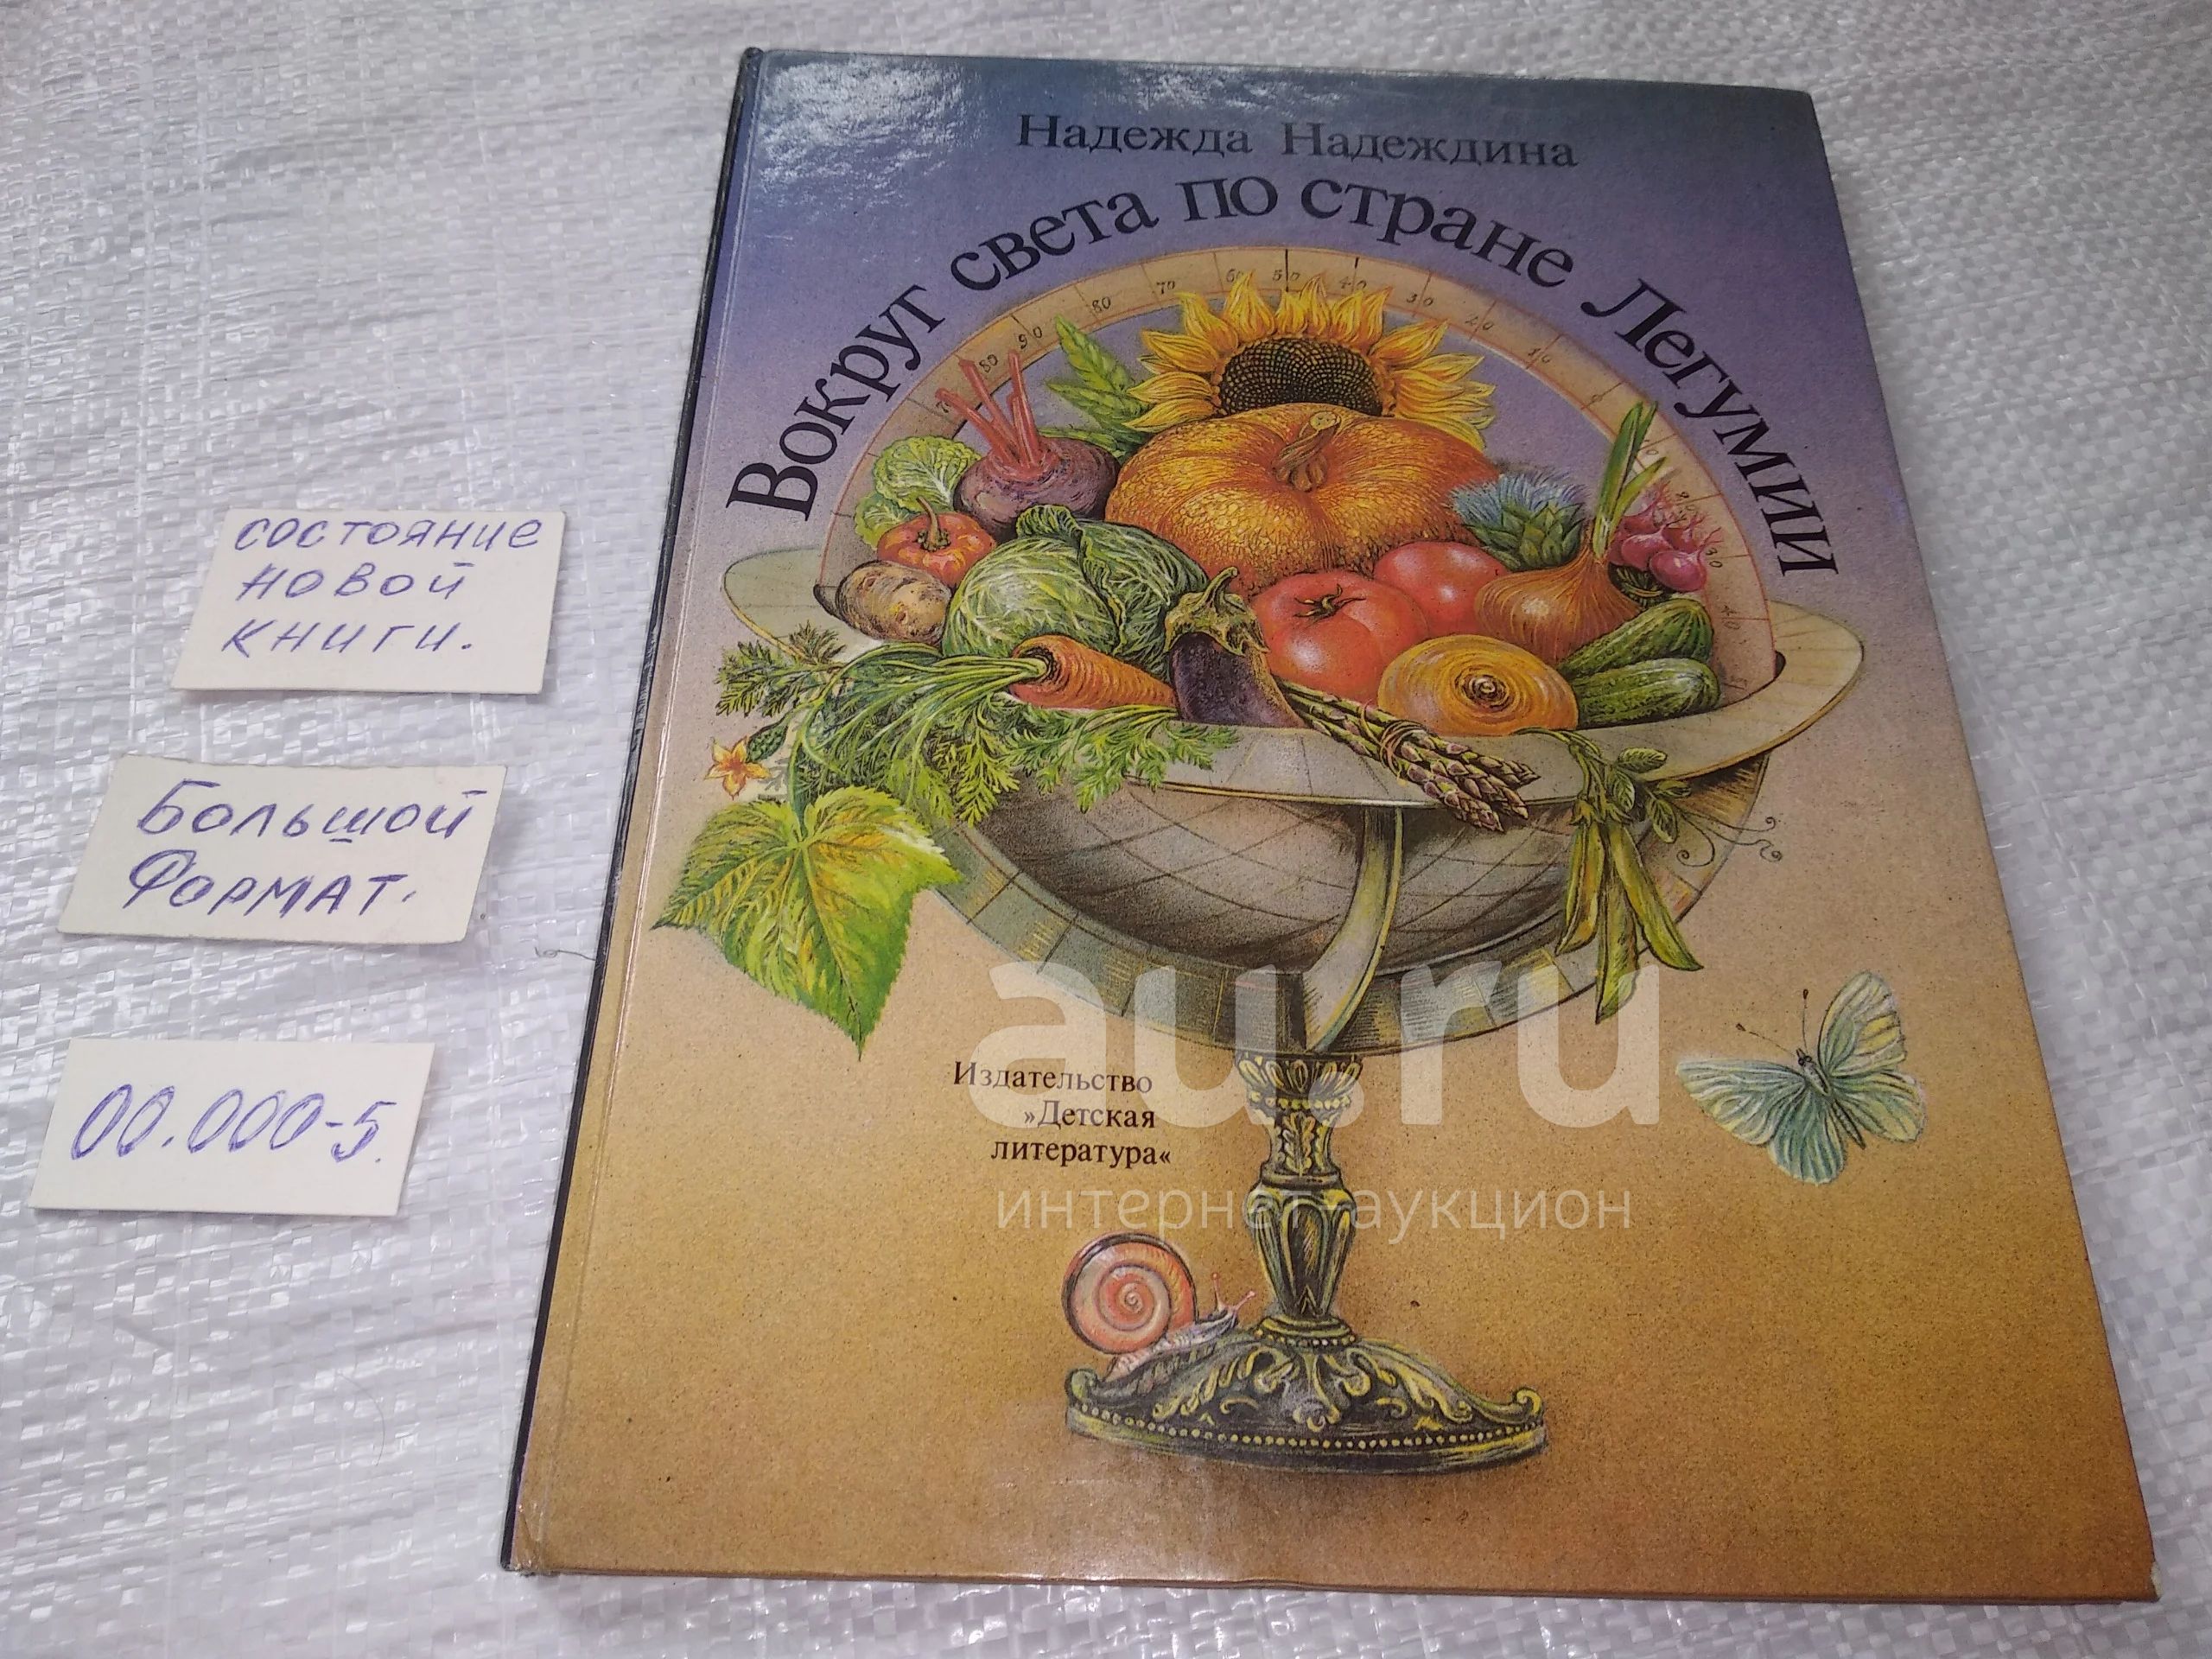 Надежда Надеждина
Вокруг света по стране Легумии
состояние
новой
книги.
Большой
Формат.
00.000-5.
Издательство
»Детская
литература«
au.ru
интернет аукцион